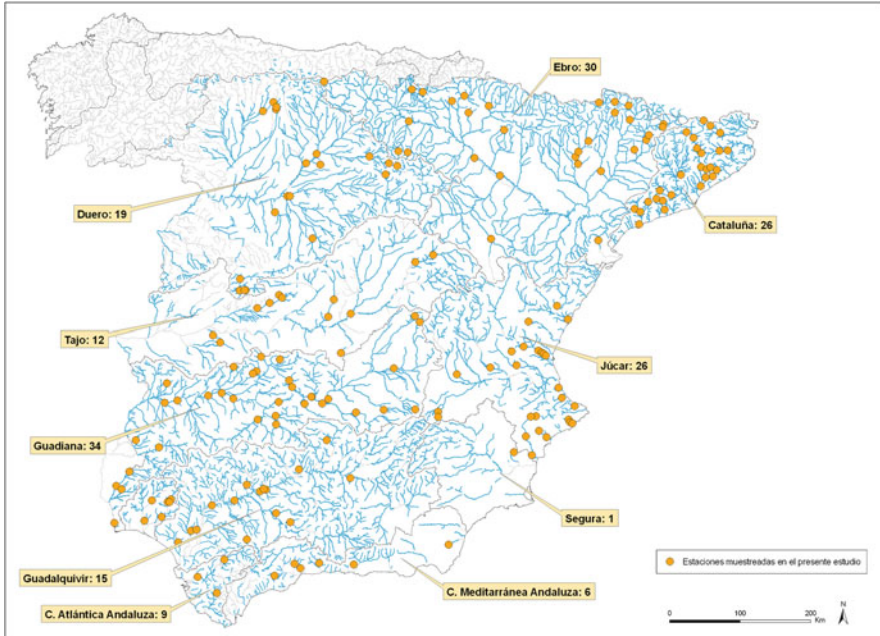 Ebro: 30
Duero: 19
Cataluña: 26
Tajo: 12
Júcar: 26
Guadiana: 34
Segura: 1
Estaciones muestreadas en el presente estudio
Guadalquivir: 15
C. Meditarránea Andaluza: 6
C. Atlántica Andaluza: 9
0 100 200
Km
N